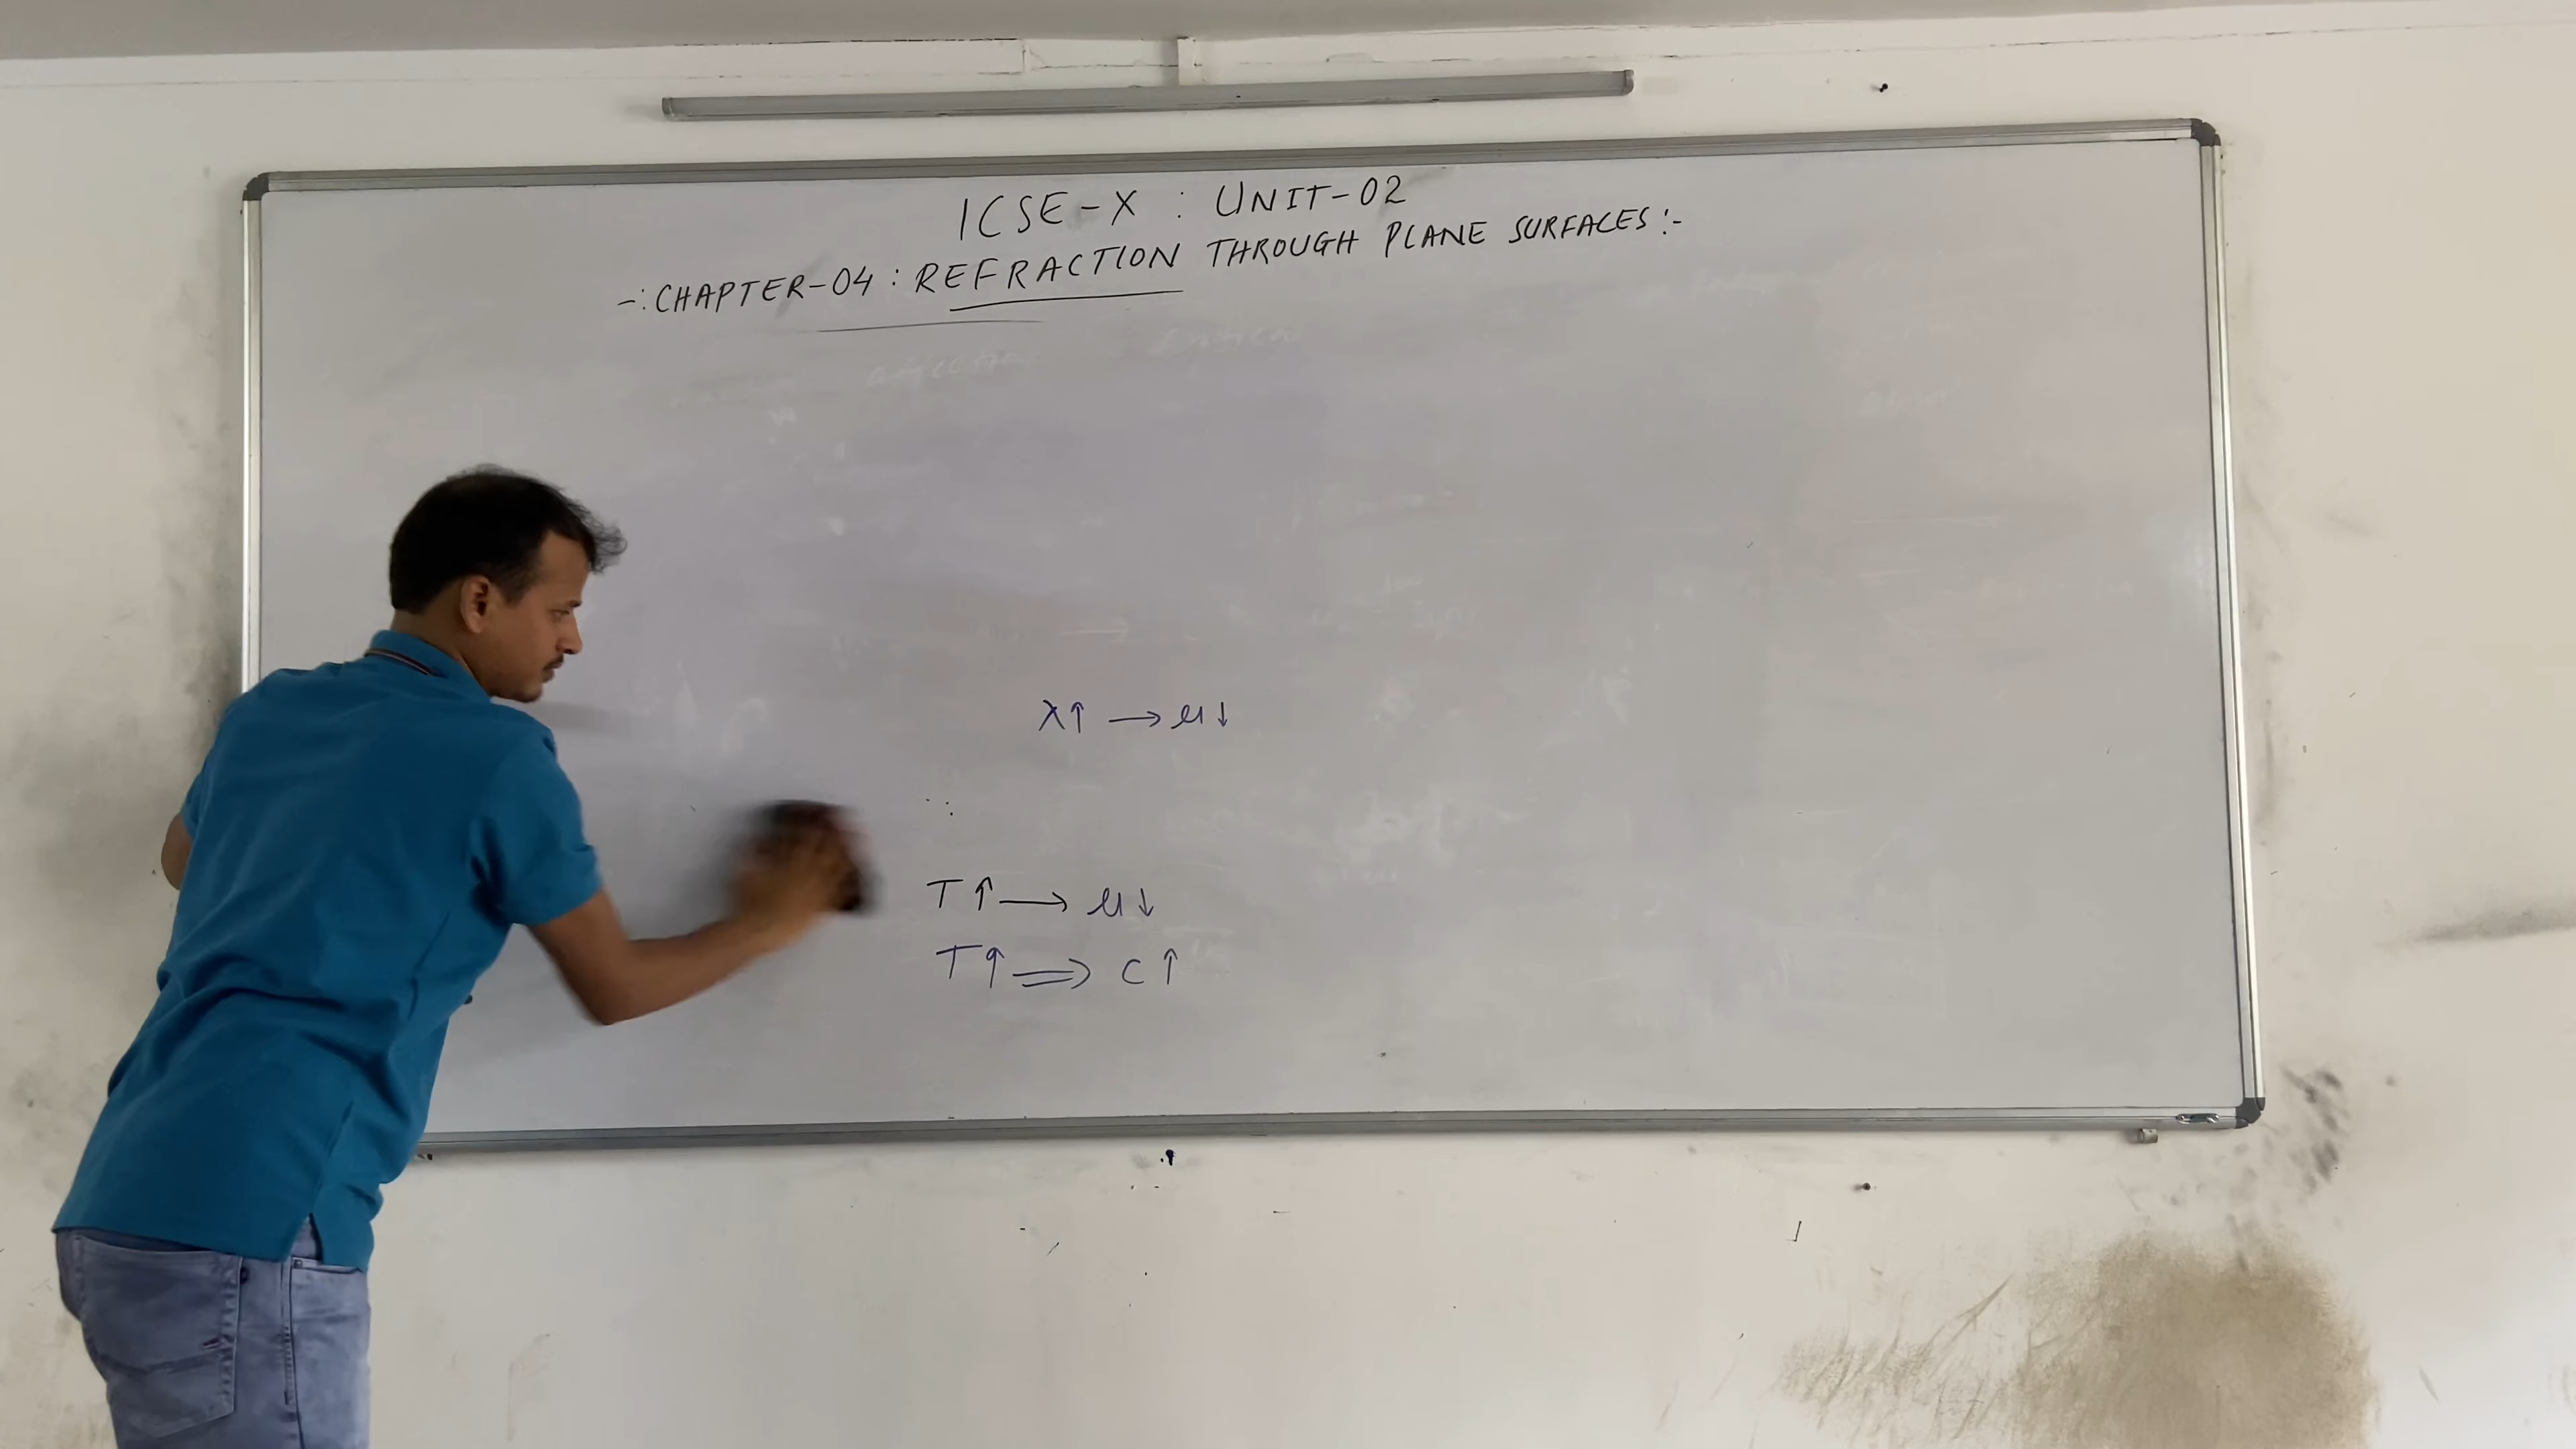 ICSE-X : UNIT-02
-: CHAPTER-04 : REFRACTION THROUGH PLANE SURFACES :-
λ↑ → μ↓
T↑ → μ↓
T↑ ⇒ C↑